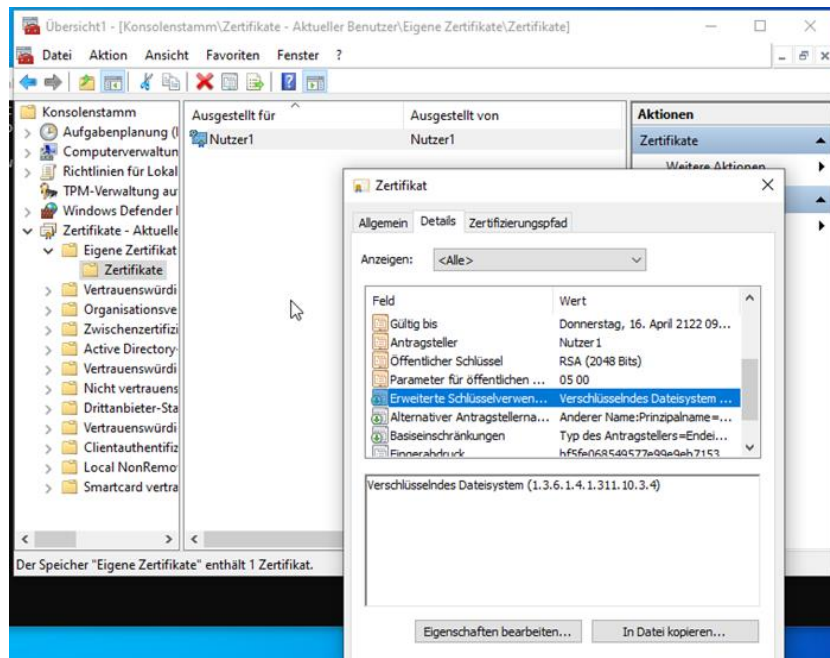 Übersicht1 - [Konsolenstamm\Zertifikate - Aktueller Benutzer\Eigene Zertifikate\Zertifikate]
Datei Aktion Ansicht Favoriten Fenster ?
Konsolenstamm
Aufgabenplanung (l
Computerverwaltun
Richtlinien für Lokal
TPM-Verwaltung au
Windows Defender
Zertifikate - Aktuelle
Eigene Zertifikat
Zertifikate
Vertrauenswürdi
Organisationsve
Zwischenzertifizi
Active Directory-
Vertrauenswürdi
Nicht vertrauens
Drittanbieter-Sta
Vertrauenswürdi
Clientauthentifiz
Local NonRemo
Smartcard vertra
Ausgestellt für Ausgestellt von
Nutzer1 Nutzer1
Aktionen
Zertifikate
Weitere Aktionen
Zertifikat
Allgemein Details Zertifizierungspfad
Anzeigen: <Alle>
Feld Wert
Gültig bis Donnerstag, 16. April 2122 09...
Antragsteller Nutzer1
Öffentlicher Schlüssel RSA (2048 Bits)
Parameter für öffentlichen ... 05 00
Erweiterte Schlüsselverwen... Verschlüsselndes Dateisystem ...
Alternativer Antragstellerna... Anderer Name:Prinzipalname=...
Basiseinschränkungen Typ des Antragstellers=Endei...
Fingerabdruck bf5fe068549577e99e9eb7153
Verschlüsselndes Dateisystem (1.3.6.1.4.1.311.10.3.4)
Eigenschaften bearbeiten... In Datei kopieren...
Der Speicher "Eigene Zertifikate" enthält 1 Zertifikat.